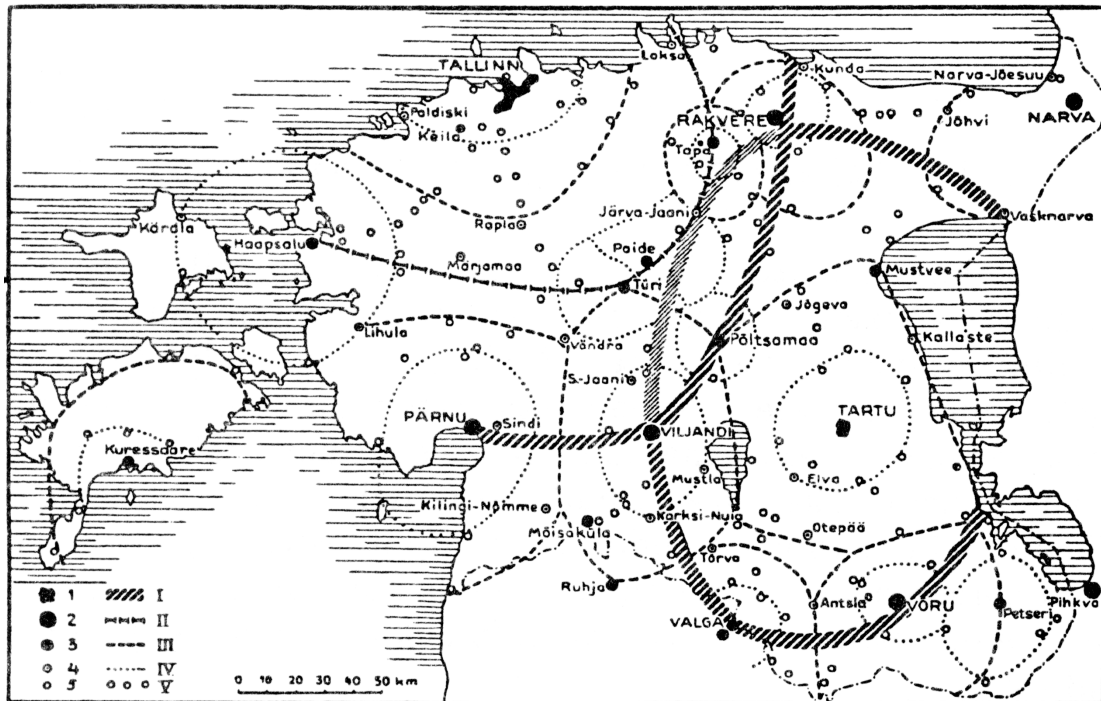 Loksa
TALLINN
Kunda
Narva-Jõesuu
Paldiski
NARVA
Jõhvi
RAKVERE
Keila
Tapa
Järva-Jaani
Vasknarva
Kärdla
Rapla
Haapsalu
Paide
Märjamaa
Mustvee
Türi
Jõgeva
Lihula
Vändra
Põltsamaa
Kallaste
S.-Jaani
PÄRNU
Sindi
TARTU
VILJANDI
Kuressaare
Mustla
Elva
Kilingi-Nõmme
Karksi-Nuia
Mõisaküla
Otepää
Tõrva
Ruhja
Antsla
VÕRU
Petseri
Pihkva
VALGA
1 I
2 II
3 III
4 IV
5 V
0 10 20 30 40 50 km